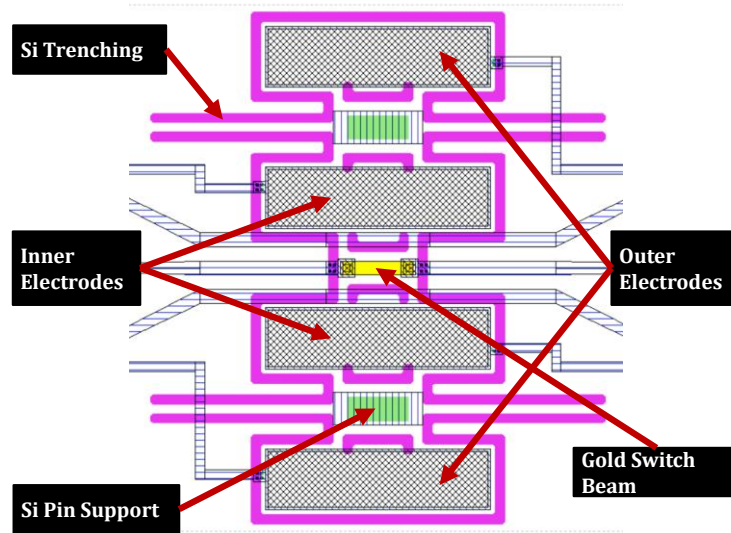 Si Trenching
Inner
Electrodes
Outer
Electrodes
Gold Switch
Beam
Si Pin Support